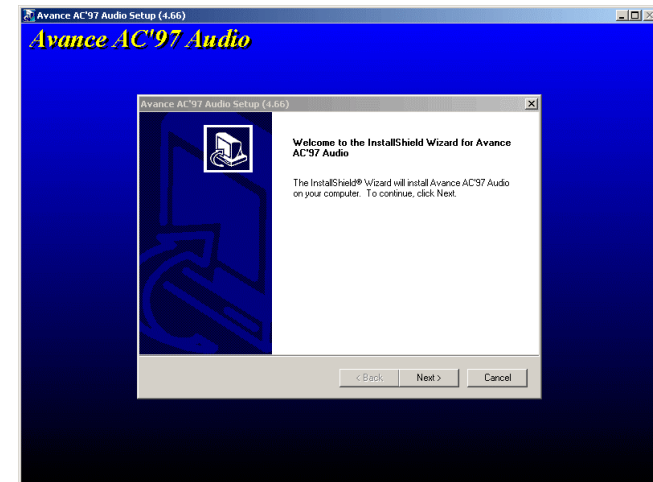 Avance AC'97 Audio Setup (4.66)
Avance AC'97 Audio
Avance AC'97 Audio Setup (4.66)
Welcome to the InstallShield Wizard for Avance
AC'97 Audio
The InstallShield® Wizard will install Avance AC'97 Audio
on your computer. To continue, click Next.
< Back Next > Cancel